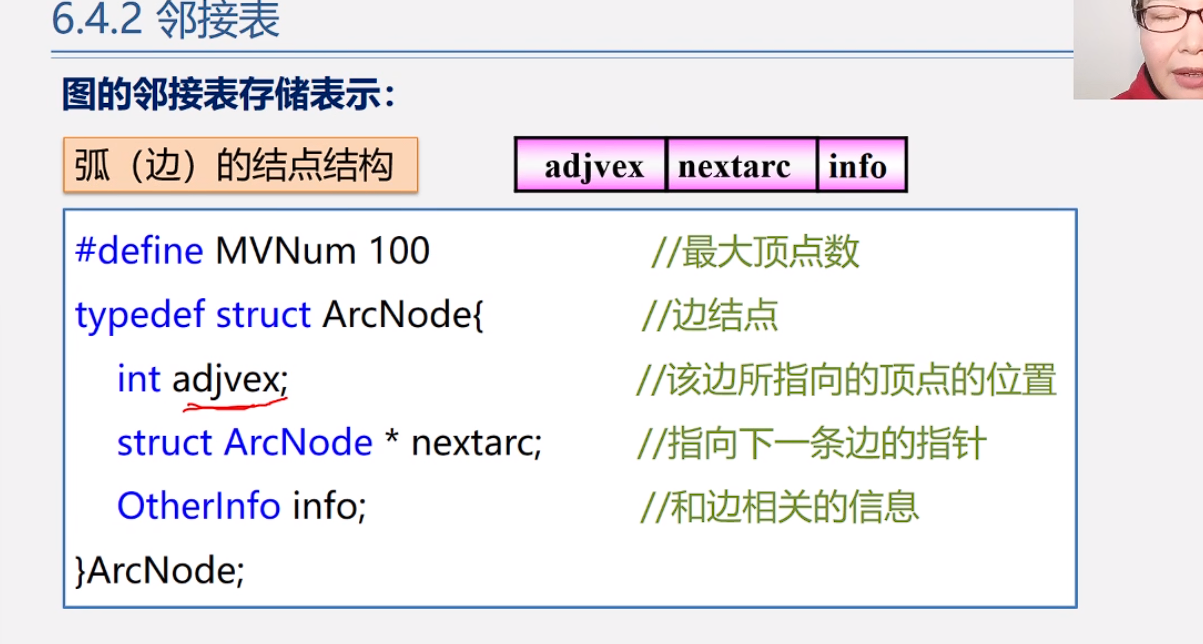 6.4.2 邻接表
图的邻接表存储表示：
弧（边）的结点结构
adjvex nextarc info
#define MVNum 100 //最大顶点数
typedef struct ArcNode{ //边结点
int adjvex; //该边所指向的顶点的位置
struct ArcNode * nextarc; //指向下一条边的指针
OtherInfo info; //和边相关的信息
}ArcNode;